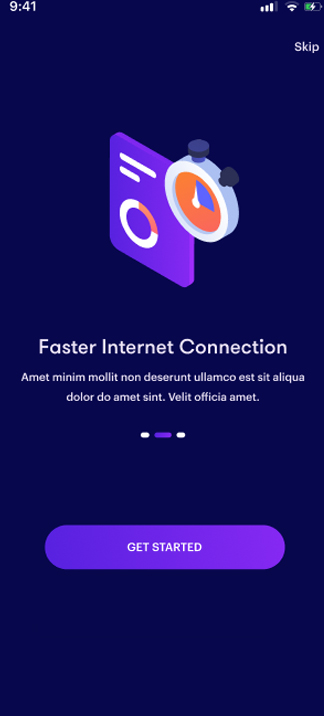 9:41
Skip
Faster Internet Connection
Amet minim mollit non deserunt ullamco est sit aliqua
dolor do amet sint. Velit officia amet.
GET STARTED